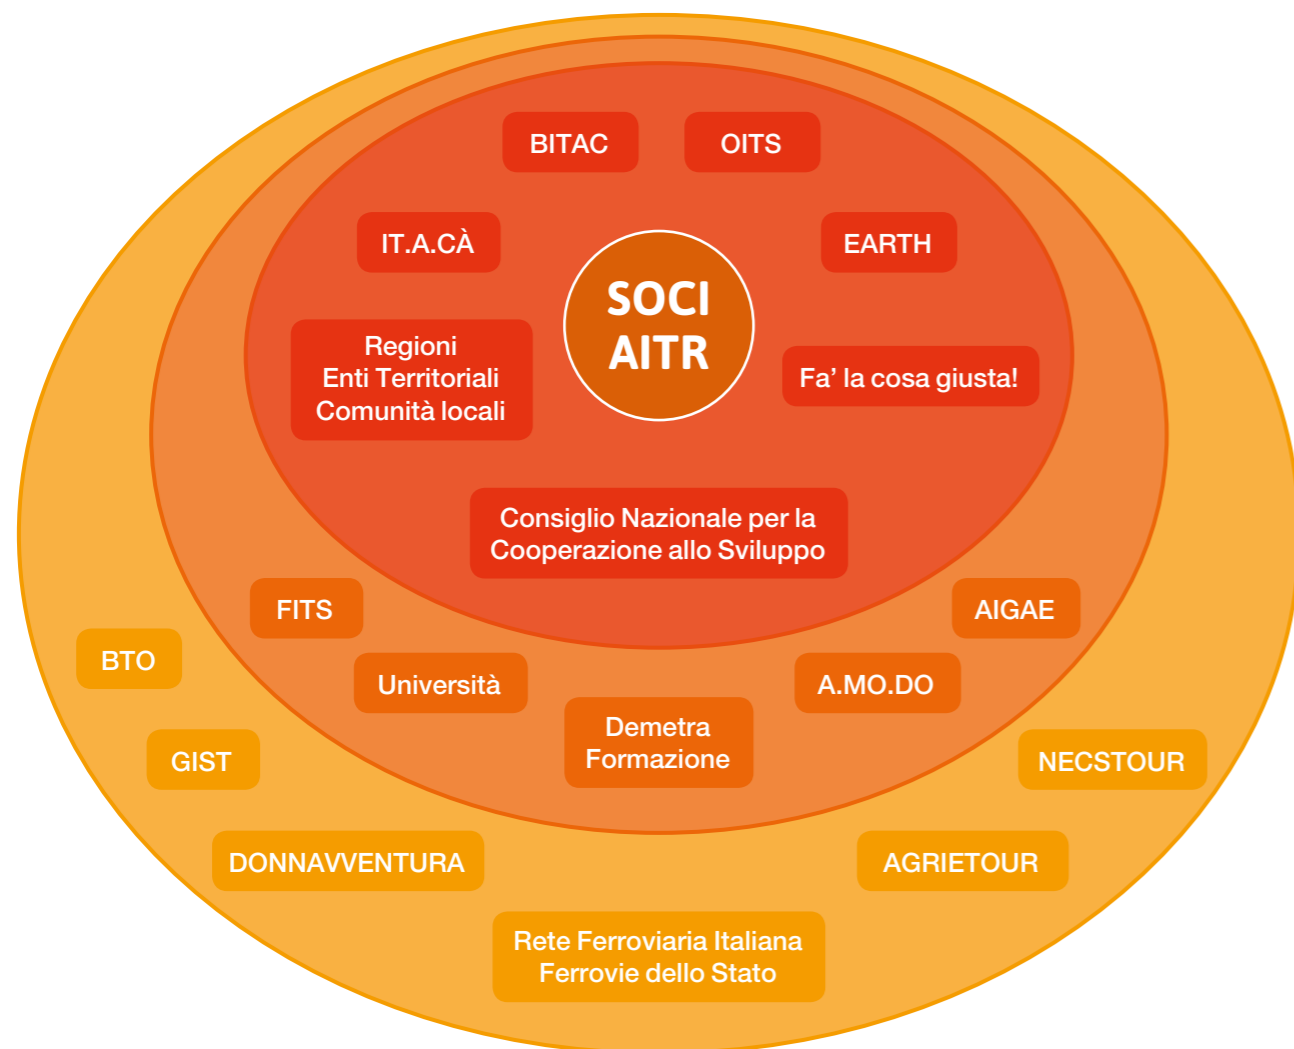 BITAC
OITS
IT.A.CÀ
EARTH
SOCI
AITR
Regioni
Enti Territoriali
Comunità locali
Fa’ la cosa giusta!
Consiglio Nazionale per la
Cooperazione allo Sviluppo
FITS
AIGAE
BTO
Università
A.MO.DO
Demetra
Formazione
GIST
NECSTOUR
DONNAVVENTURA
AGRIETOUR
Rete Ferroviaria Italiana
Ferrovie dello Stato